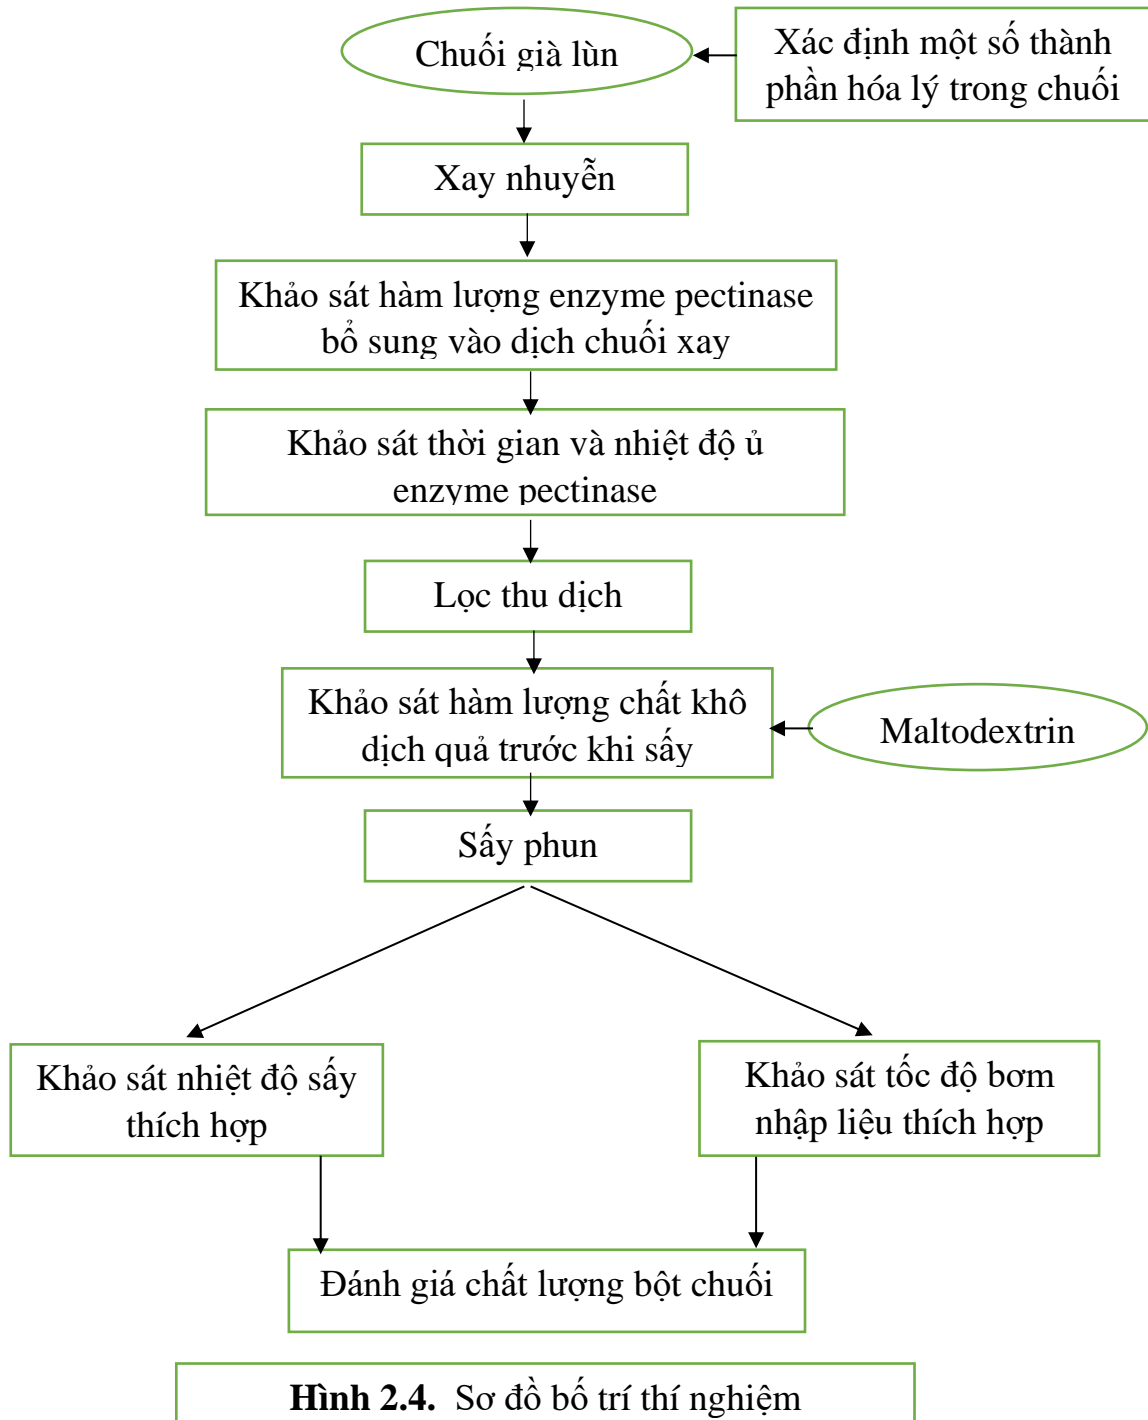 Chuối già lùn
Xác định một số thành
phần hóa lý trong chuối
Xay nhuyễn
Khảo sát hàm lượng enzyme pectinase
bổ sung vào dịch chuối xay
Khảo sát thời gian và nhiệt độ ủ
enzyme pectinase
Lọc thu dịch
Khảo sát hàm lượng chất khô
dịch quả trước khi sấy
Maltodextrin
Sấy phun
Khảo sát nhiệt độ sấy
thích hợp
Khảo sát tốc độ bơm
nhập liệu thích hợp
Đánh giá chất lượng bột chuối
Hình 2.4. Sơ đồ bố trí thí nghiệm